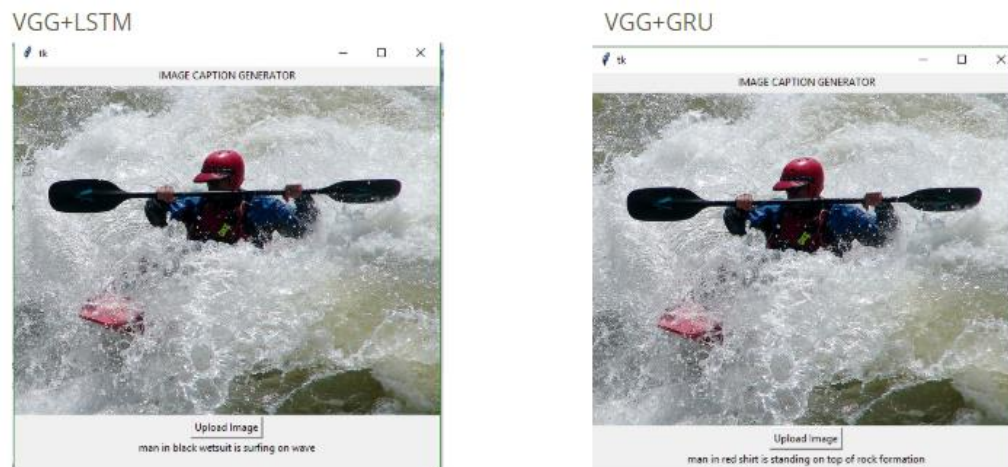 VGG+LSTM
tk
IMAGE CAPTION GENERATOR
Upload Image
man in black wetsuit is surfing on wave
VGG+GRU
tk
IMAGE CAPTION GENERATOR
Upload Image
man in red shirt is standing on top of rock formation